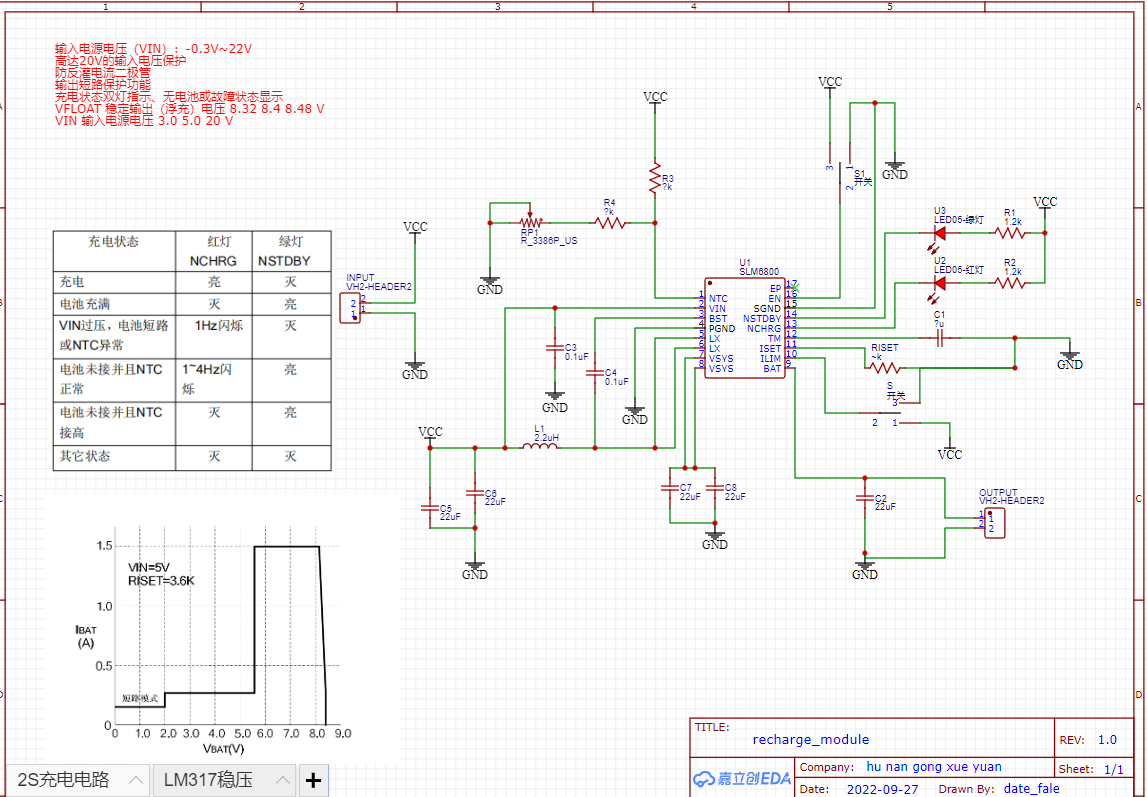 1 2 3 4 5
输入电源电压（VIN）: -0.3V~22V
高达20V的输入电压保护
防反灌电流二极管
输出短路保护功能
充电状态双灯指示、无电池或故障状态显示
VFLOAT 稳定输出（浮充）电压 8.32 8.4 8.48 V
VIN 输入电源电压 3.0 5.0 20 V
充电状态 红灯 NCHRG 绿灯 NSTDBY
充电 亮 灭
电池充满 灭 亮
VIN过压，电池短路或NTC异常 1Hz闪烁 灭
电池未接并且NTC正常 1~4Hz闪烁 亮
电池未接并且NTC接高 灭 亮
其它状态 灭 灭
VCC
INPUT
VH2-HEADER2
2 2
1 1
GND
VCC
R3
?k
R4
?k
RP1
R_3386P_US
GND
VCC
3 1
S1
开关
2
GND
U1
SLM6800
1 NTC
2 VIN
3 BST
4 PGND
5 LX
6 LX
7 VSYS
8 VSYS
EP 17
EN 16
SGND 15
NSTDBY 14
NCHRG 13
TM 12
ISET 11
ILIM 10
BAT 9
U3
LED05-绿灯
R1
1.2k
VCC
U2
LED05-红灯
R2
1.2k
C1
?u
GND
RISET
~k
S
开关
3
2 1
VCC
C3
0.1uF
GND
C4
0.1uF
GND
VCC
L1
2.2uH
C5
22uF
C6
22uF
GND
C7
22uF
C8
22uF
GND
C2
22uF
GND
OUTPUT
VH2-HEADER2
1 1
2 2
VIN=5V
RISET=3.6K
1.5
1.0
0.5
0
IBAT
(A)
短路模式
0 1.0 2.0 3.0 4.0 5.0 6.0 7.0 8.0 9.0
VBAT(V)
A
B
C
D
TITLE:
recharge_module
REV: 1.0
嘉立创EDA
Company: hu nan gong xue yuan
Sheet: 1/1
Date: 2022-09-27 Drawn By: date_fale
2S充电电路 LM317稳压 +